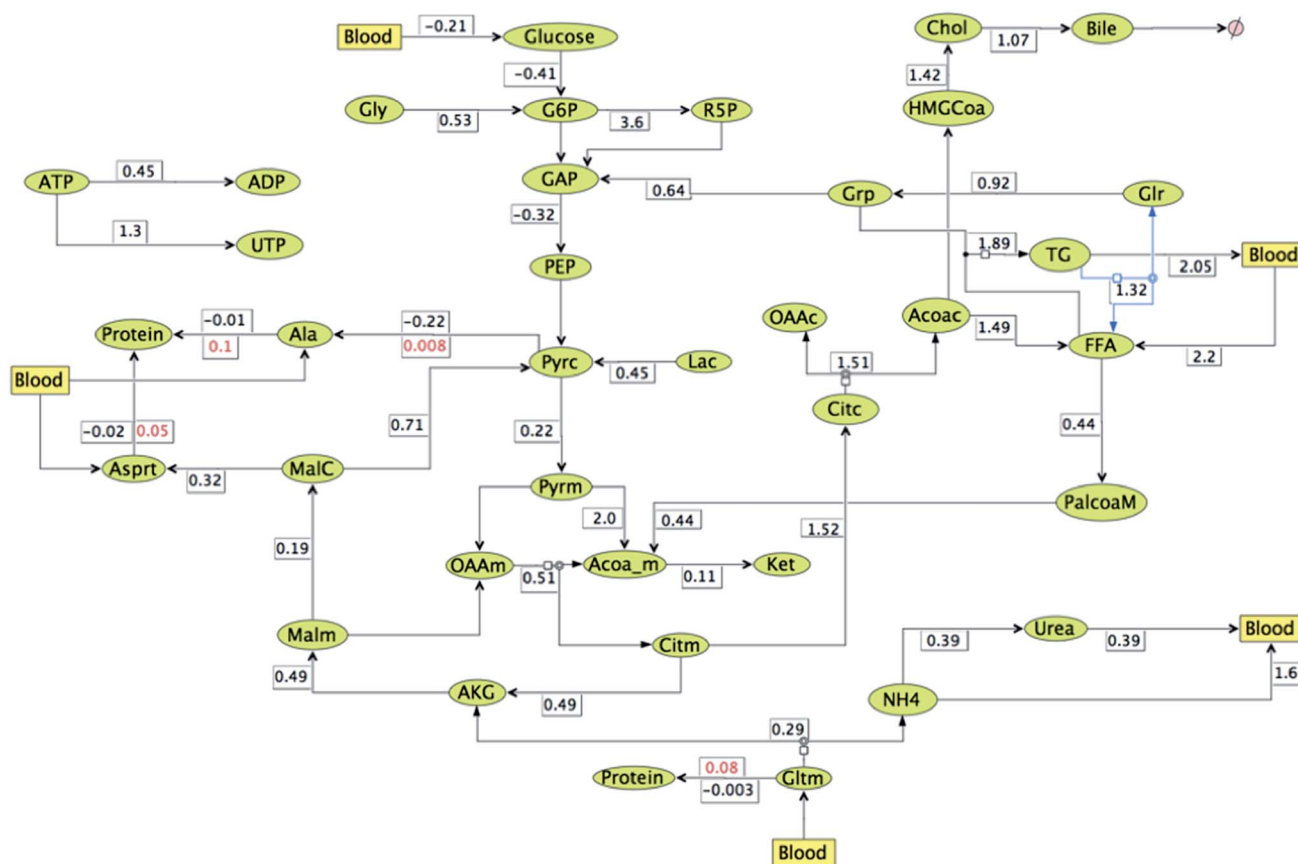 Blood
-0.21
Glucose
Chol
1.07
Bile
-0.41
1.42
Gly
0.53
G6P
3.6
R5P
HMGCoa
ATP
0.45
ADP
GAP
0.64
Grp
0.92
Glr
1.3
UTP
-0.32
PEP
1.89
TG
2.05
Blood
1.32
Protein
-0.01
0.1
Ala
-0.22
0.008
Pyrc
0.45
Lac
OAAc
1.51
Acoac
1.49
FFA
2.2
Blood
Citc
-0.02
0.05
0.71
0.22
0.44
Asprt
0.32
MalC
Pyrm
2.0
0.44
PalcoaM
1.52
0.19
OAAm
0.51
Acoa_m
0.11
Ket
Malm
Citm
0.39
Urea
0.39
Blood
0.49
AKG
0.49
NH4
1.6
0.29
Protein
0.08
-0.003
Gltm
Blood